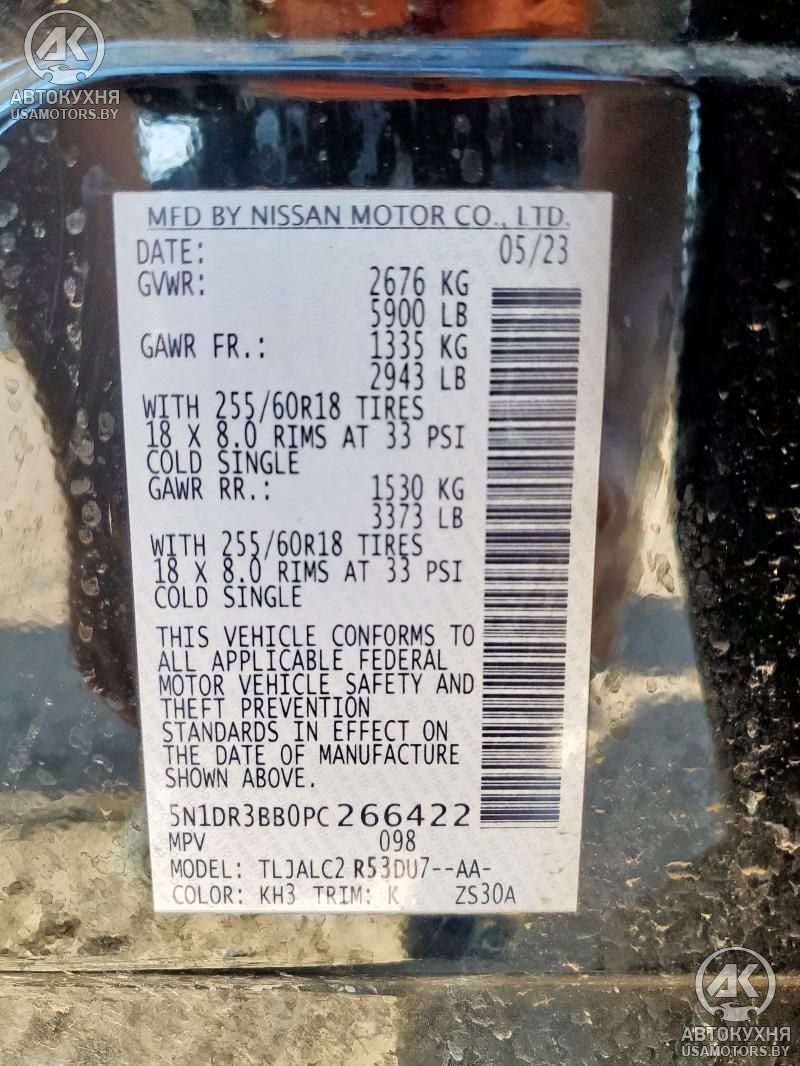 AK
АВТОКУХНЯ
USAMOTORS.BY
MFD BY NISSAN MOTOR CO., LTD.
DATE: 05/23
GVWR: 2676 KG
5900 LB
GAWR FR.: 1335 KG
2943 LB
WITH 255/60R18 TIRES
18 X 8.0 RIMS AT 33 PSI
COLD SINGLE
GAWR RR.: 1530 KG
3373 LB
WITH 255/60R18 TIRES
18 X 8.0 RIMS AT 33 PSI
COLD SINGLE
THIS VEHICLE CONFORMS TO
ALL APPLICABLE FEDERAL
MOTOR VEHICLE SAFETY AND
THEFT PREVENTION
STANDARDS IN EFFECT ON
THE DATE OF MANUFACTURE
SHOWN ABOVE.
5N1DR3BB0PC266422
MPV 098
MODEL: TLJALC2 R53DU7--AA-
COLOR: KH3 TRIM: K ZS30A
AK
АВТОКУХНЯ
USAMOTORS.BY